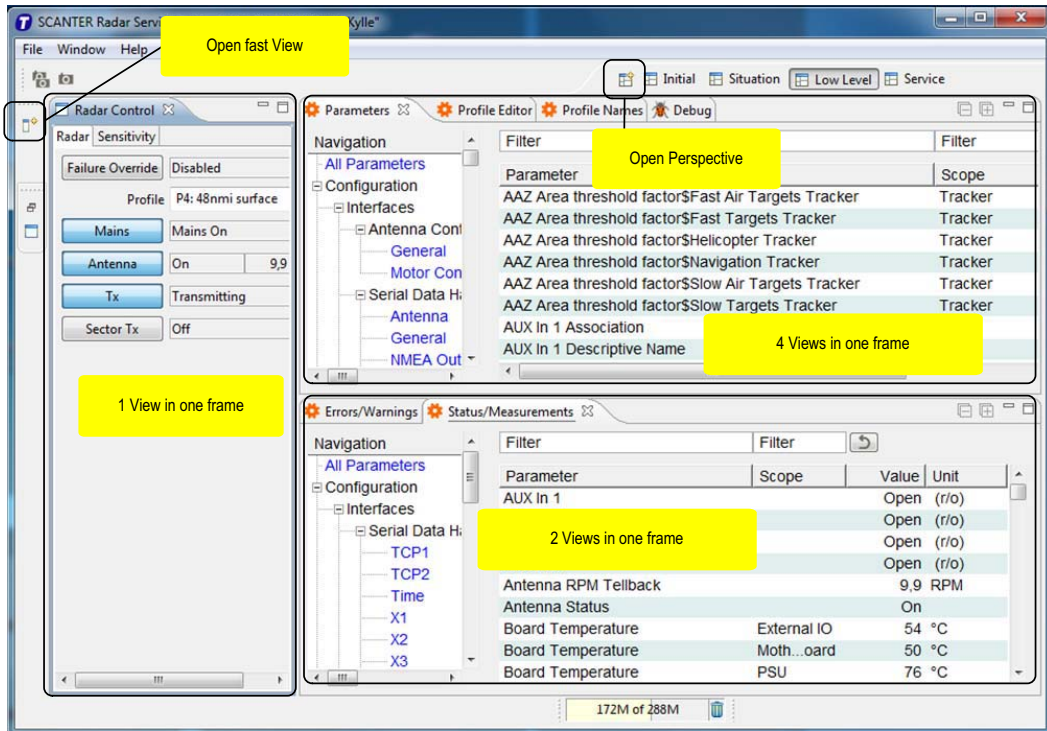 SCANTER Radar Servi Kylle"
Open fast View
File Window Help
Initial Situation Low Level Service
Radar Control
Radar Sensitivity
Failure Override Disabled
Profile P4: 48nmi surface
Mains Mains On
Antenna On 9,9
Tx Transmitting
Sector Tx Off
1 View in one frame
Parameters Profile Editor Profile Names Debug
Open Perspective
Navigation
All Parameters
Configuration
Interfaces
Antenna Cont
General
Motor Con
Serial Data Ha
Antenna
General
NMEA Out
Filter Filter
Parameter Scope
AAZ Area threshold factor$Fast Air Targets Tracker Tracker
AAZ Area threshold factor$Fast Targets Tracker Tracker
AAZ Area threshold factor$Helicopter Tracker Tracker
AAZ Area threshold factor$Navigation Tracker Tracker
AAZ Area threshold factor$Slow Air Targets Tracker Tracker
AAZ Area threshold factor$Slow Targets Tracker Tracker
AUX In 1 Association
AUX In 1 Descriptive Name
4 Views in one frame
Errors/Warnings Status/Measurements
Navigation
All Parameters
Configuration
Interfaces
Serial Data Ha
TCP1
TCP2
Time
X1
X2
X3
Filter Filter
Parameter Scope Value Unit
AUX In 1 Open (r/o)
Open (r/o)
Open (r/o)
Open (r/o)
2 Views in one frame
Antenna RPM Tellback 9,9 RPM
Antenna Status On
Board Temperature External IO 54 °C
Board Temperature Moth...oard 50 °C
Board Temperature PSU 76 °C
172M of 288M